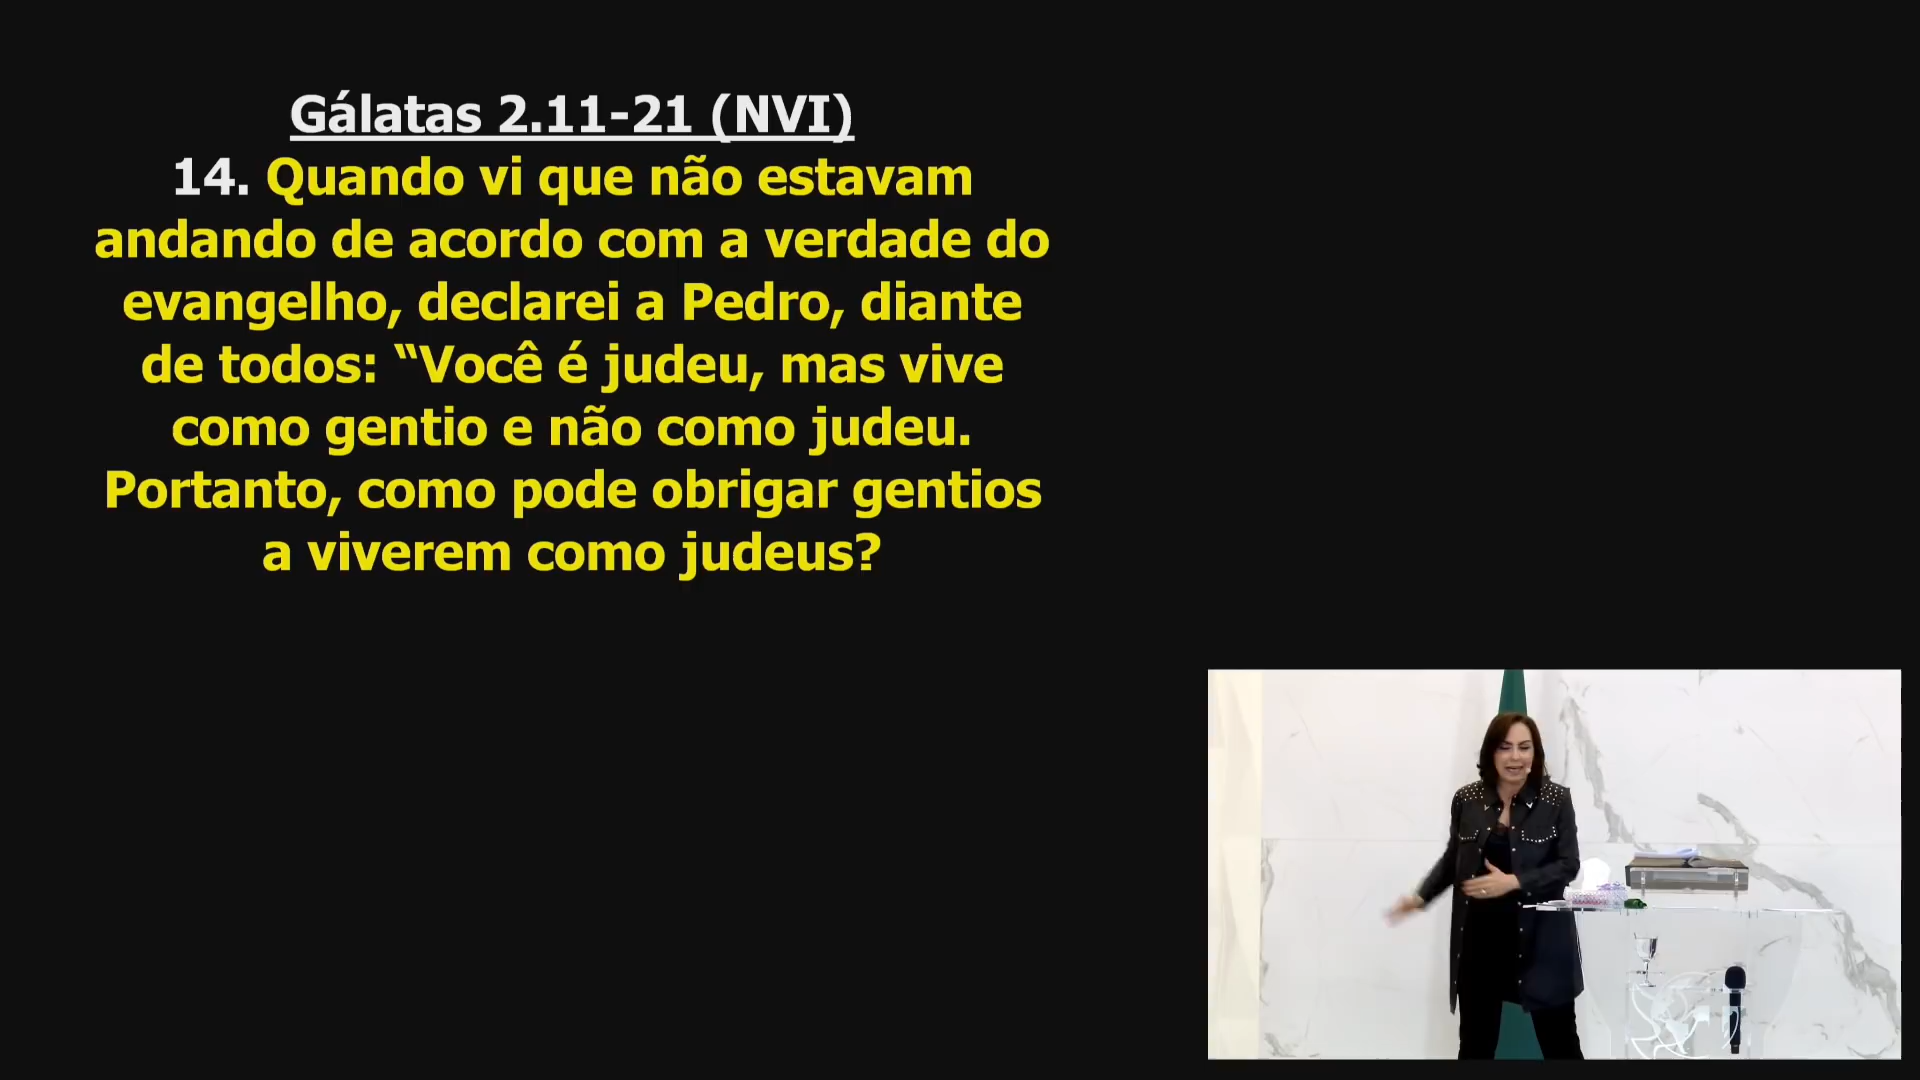 Gálatas 2.11-21 (NVI)
14. Quando vi que não estavam
andando de acordo com a verdade do
evangelho, declarei a Pedro, diante
de todos: “Você é judeu, mas vive
como gentio e não como judeu.
Portanto, como pode obrigar gentios
a viverem como judeus?